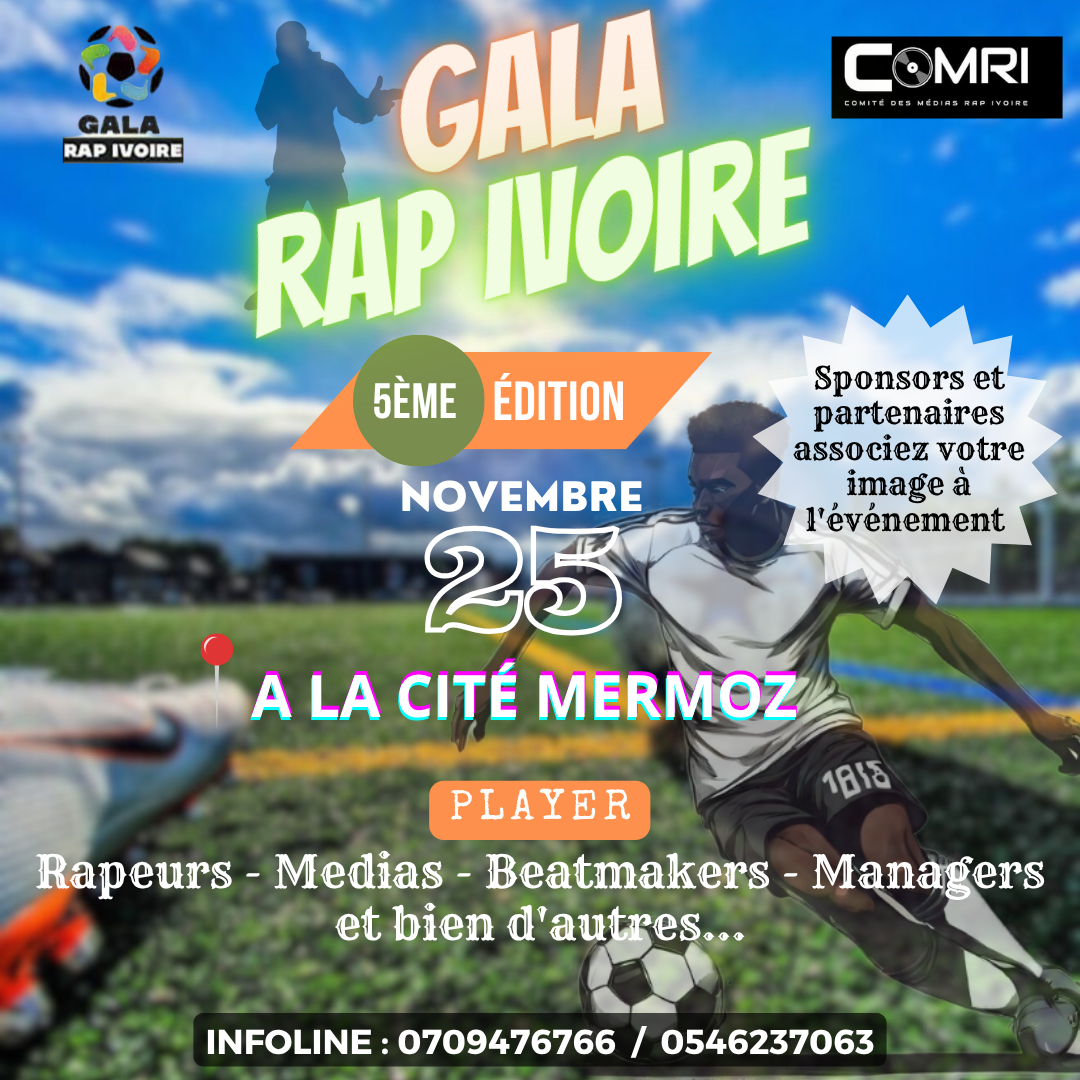 GALA
RAP IVOIRE
COMRI
COMITÉ DES MÉDIAS RAP IVOIRE
GALA
RAP IVOIRE
5ÈME ÉDITION
Sponsors et
partenaires
associez votre
image à
l'événement
NOVEMBRE
25
A LA CITÉ MERMOZ
1815
PLAYER
Rapeurs - Medias - Beatmakers - Managers
et bien d'autres...
INFOLINE : 0709476766 / 0546237063